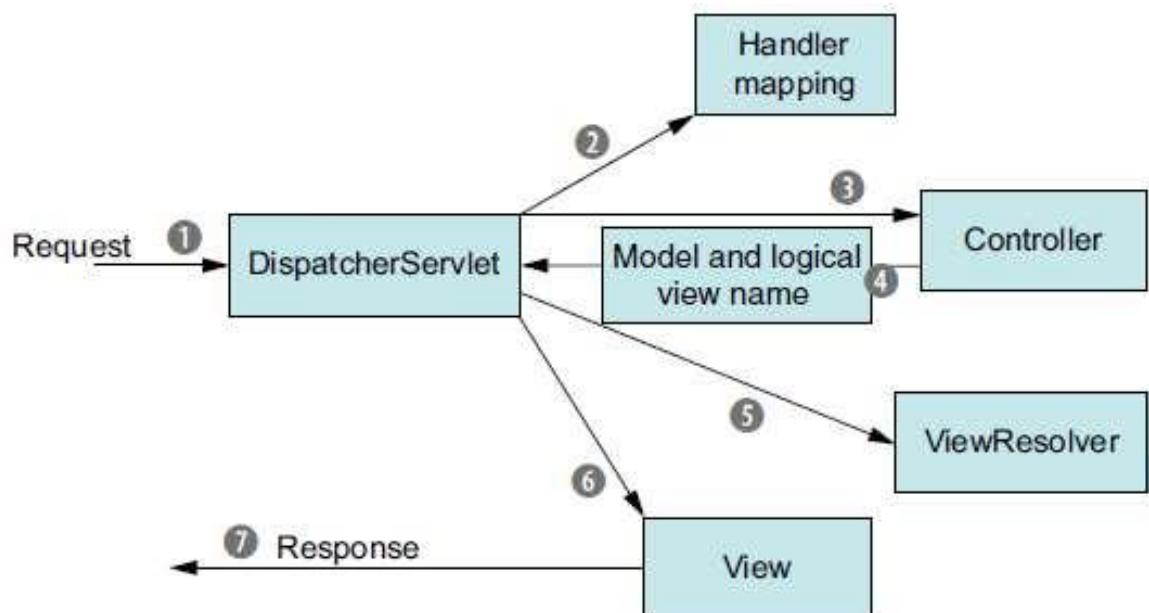 Handler
mapping
2
3
1
Request
DispatcherServlet
Model and logical
view name
4
Controller
5
ViewResolver
6
7
Response
View